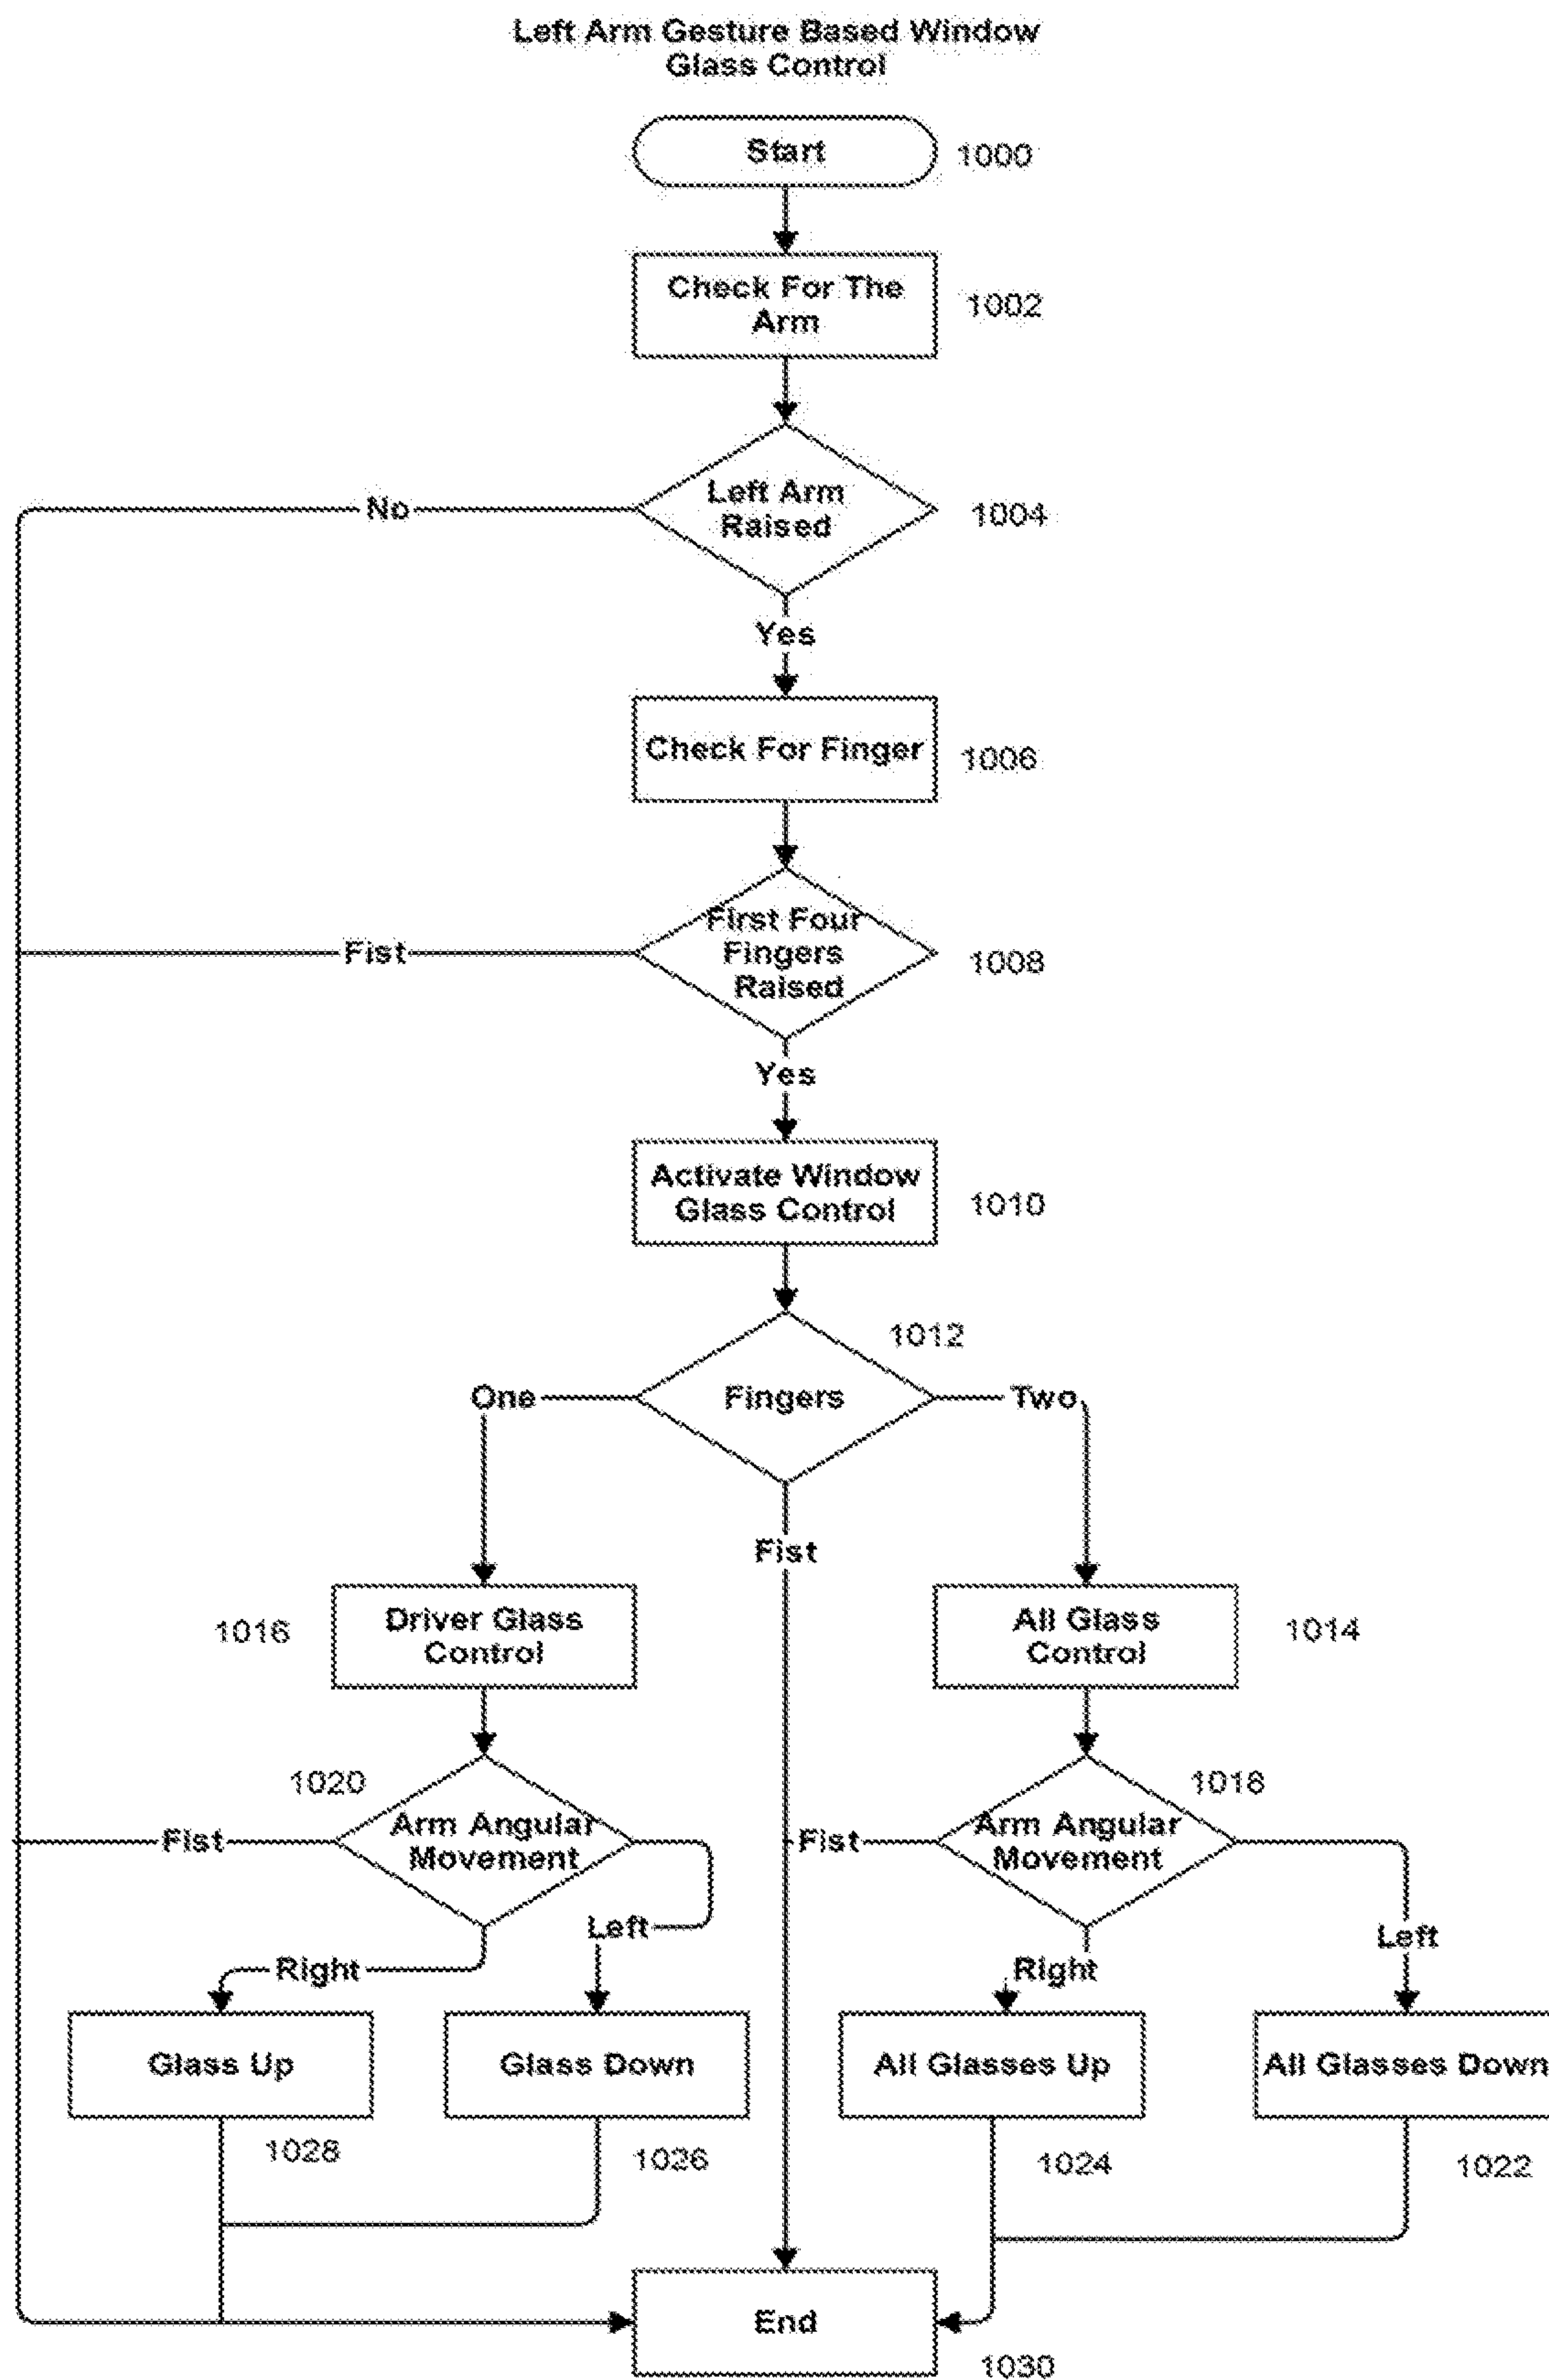 Left Arm Gesture Based Window
Glass Control
Start
1000
Check For The
Arm
1002
Left Arm
Raised
1004
No
Yes
Check For Finger
1006
First Four
Fingers
Raised
1008
Fist
Yes
Activate Window
Glass Control
1010
1012
Fingers
One
Two
Fist
1016
Driver Glass
Control
All Glass
Control
1014
1020
Arm Angular
Movement
Fist
1018
Arm Angular
Movement
Fist
Left
Right
Left
Right
Glass Up
Glass Down
All Glasses Up
All Glasses Down
1028
1026
1024
1022
End
1030